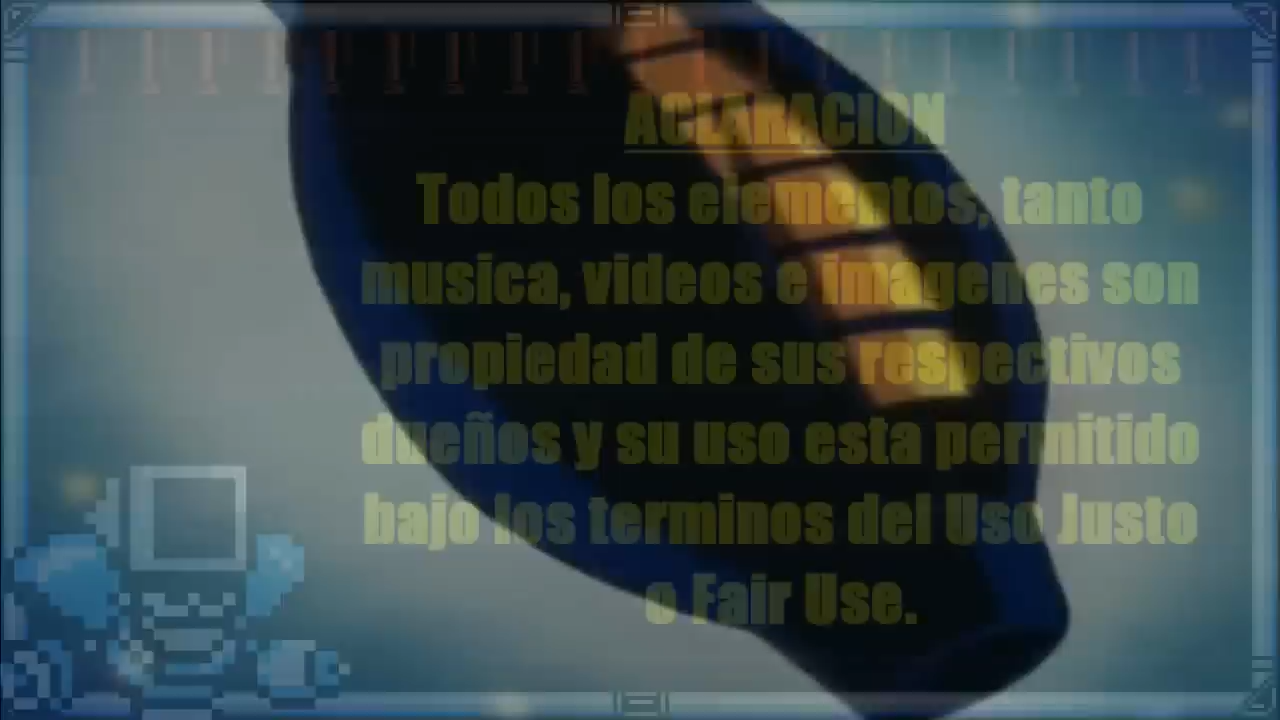 ACLARACION
Todos los elementos, tanto
musica, videos e imagenes son
propiedad de sus respectivos
dueños y su uso esta permitido
bajo los terminos del Uso Justo
o Fair Use.